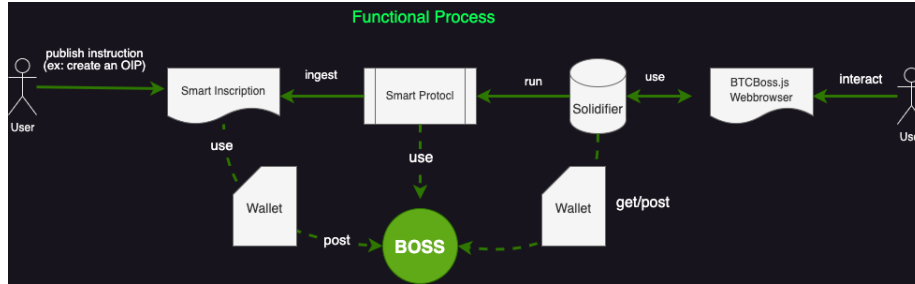 Functional Process
publish instruction
(ex: create an OIP)
User
Smart Inscription
ingest
Smart Protocl
run
Solidifier
use
BTCBoss.js
Webbrowser
interact
Use
use
use
Wallet
Wallet
get/post
post
BOSS